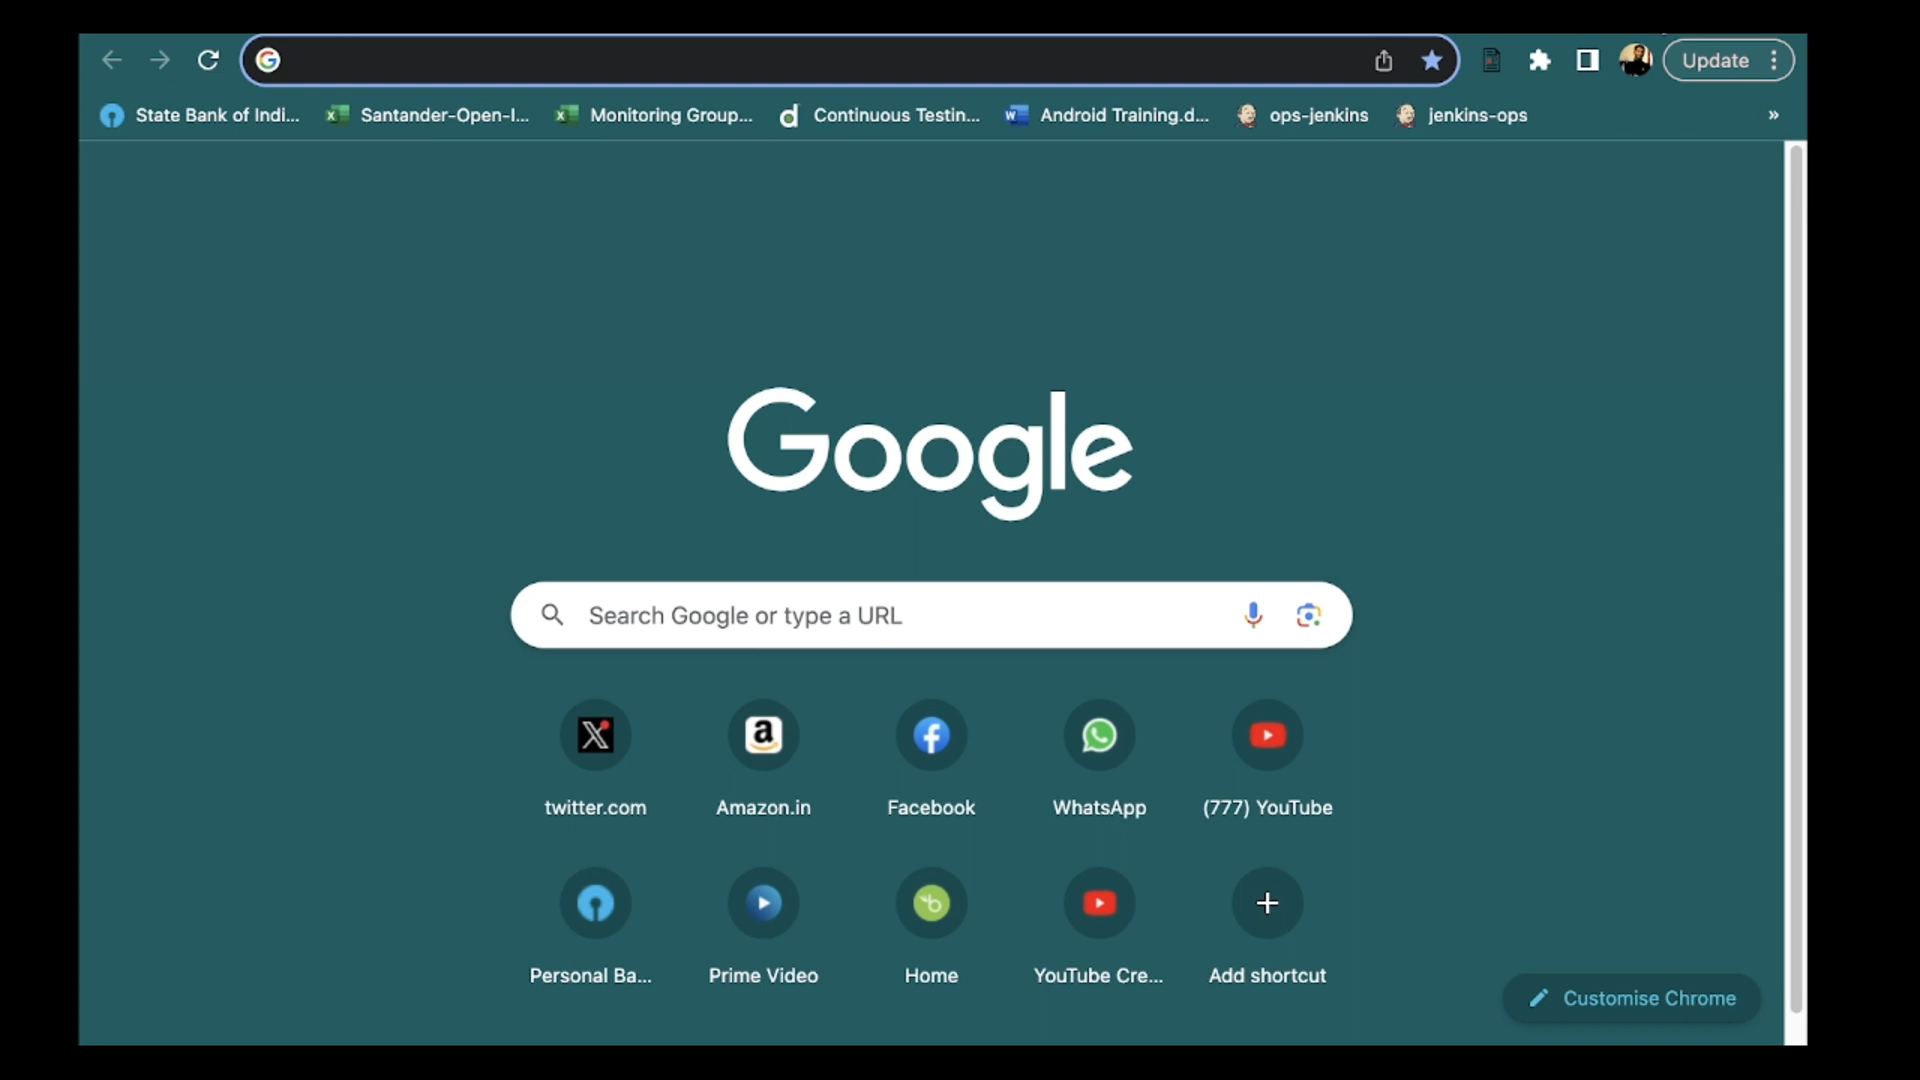 Update
State Bank of Indi... Santander-Open-I... Monitoring Group... Continuous Testin... Android Training.d... ops-jenkins jenkins-ops »
Google
Search Google or type a URL
twitter.com Amazon.in Facebook WhatsApp (777) YouTube
Personal Ba... Prime Video Home YouTube Cre... Add shortcut
Customise Chrome